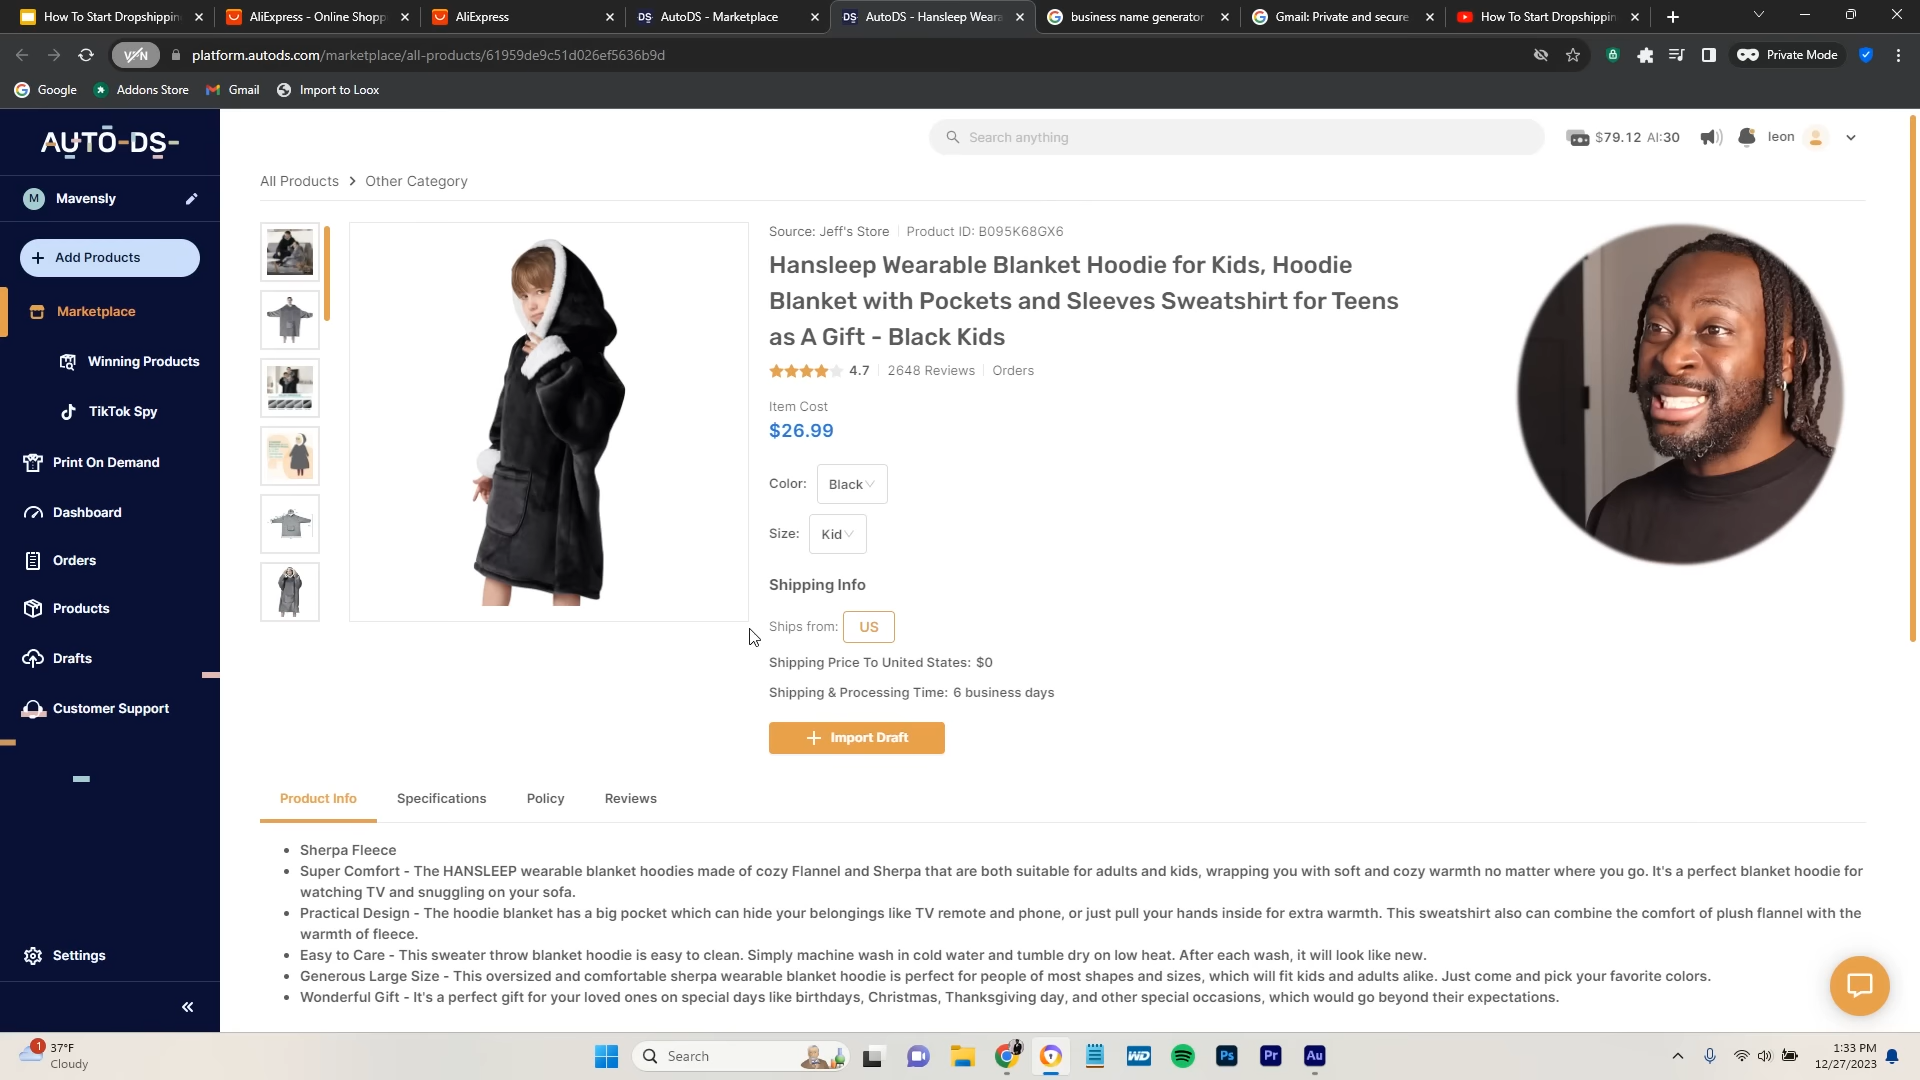 How To Start Dropshippin
AliExpress - Online Shopp
AliExpress
AutoDS - Marketplace
AutoDS - Hansleep Weara
business name generator
Gmail: Private and secure
How To Start Dropshippin
VPN
platform.autods.com/marketplace/all-products/61959de9c51d026ef5636b9d
Private Mode
Google
Addons Store
Gmail
Import to Loox
AUTO-DS-
Search anything
$79.12 AI:30
leon
M Mavensly
All Products > Other Category
+ Add Products
Marketplace
Winning Products
TikTok Spy
Print On Demand
Dashboard
Orders
Products
Drafts
Customer Support
Settings
Source: Jeff's Store
Product ID: B095K68GX6
Hansleep Wearable Blanket Hoodie for Kids, Hoodie
Blanket with Pockets and Sleeves Sweatshirt for Teens
as A Gift - Black Kids
4.7
2648 Reviews
Orders
Item Cost
$26.99
Color: Black
Size: Kid
Shipping Info
Ships from: US
Shipping Price To United States: $0
Shipping & Processing Time: 6 business days
+ Import Draft
Product Info
Specifications
Policy
Reviews
• Sherpa Fleece
• Super Comfort - The HANSLEEP wearable blanket hoodies made of cozy Flannel and Sherpa that are both suitable for adults and kids, wrapping you with soft and cozy warmth no matter where you go. It's a perfect blanket hoodie for
watching TV and snuggling on your sofa.
• Practical Design - The hoodie blanket has a big pocket which can hide your belongings like TV remote and phone, or just pull your hands inside for extra warmth. This sweatshirt also can combine the comfort of plush flannel with the
warmth of fleece.
• Easy to Care - This sweater throw blanket hoodie is easy to clean. Simply machine wash in cold water and tumble dry on low heat. After each wash, it will look like new.
• Generous Large Size - This oversized and comfortable sherpa wearable blanket hoodie is perfect for people of most shapes and sizes, which will fit kids and adults alike. Just come and pick your favorite colors.
• Wonderful Gift - It's a perfect gift for your loved ones on special days like birthdays, Christmas, Thanksgiving day, and other special occasions, which would go beyond their expectations.
1
37°F
Cloudy
Search
WD
Ps
Pr
Au
1:33 PM
12/27/2023